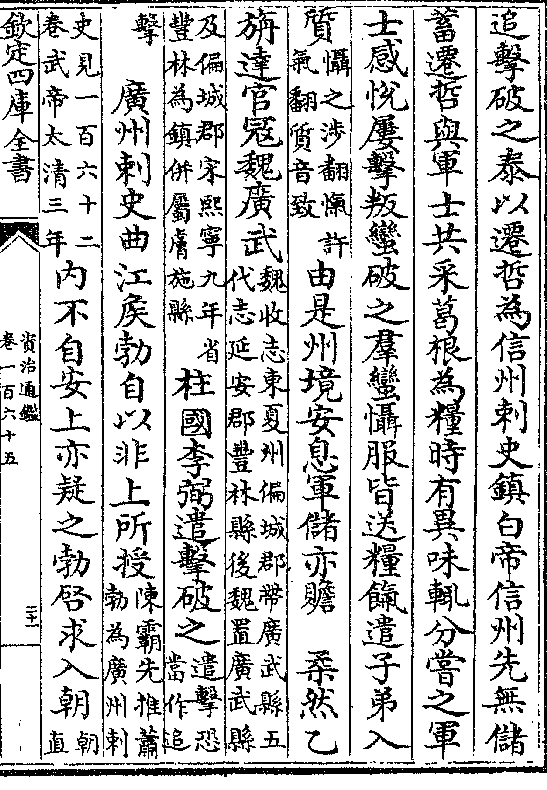 追擊破之泰以遷哲為信州刺史鎮白帝信州先無儲
蓄遷哲與軍士共采葛根為糧時有異味輒分嘗之軍
士感悅屢擊叛蠻破之羣蠻懾服皆送糧餼遣子弟入
質懾之涉翻愾許
氣翻質音致
由是州境安息軍儲亦贍 柔然乙
旃達官冦魏廣武魏收志東夏州偏城郡帶廣武縣五
代志延安郡豐林縣後魏置廣武縣
及偏城郡宋熙寧九年省
豐林為鎮併屬膚施縣
柱國李弼遣擊破之遣擊恐
當作追
擊 廣州刺史曲江矦勃自以非上所授陳霸先推蕭
勃為廣州刺
史見一百六十二
卷武帝太清三年
内不自安上亦疑之勃啓求入朝朝
直
欽定四庫全書
資治通鑑
卷一百六十五
三十一